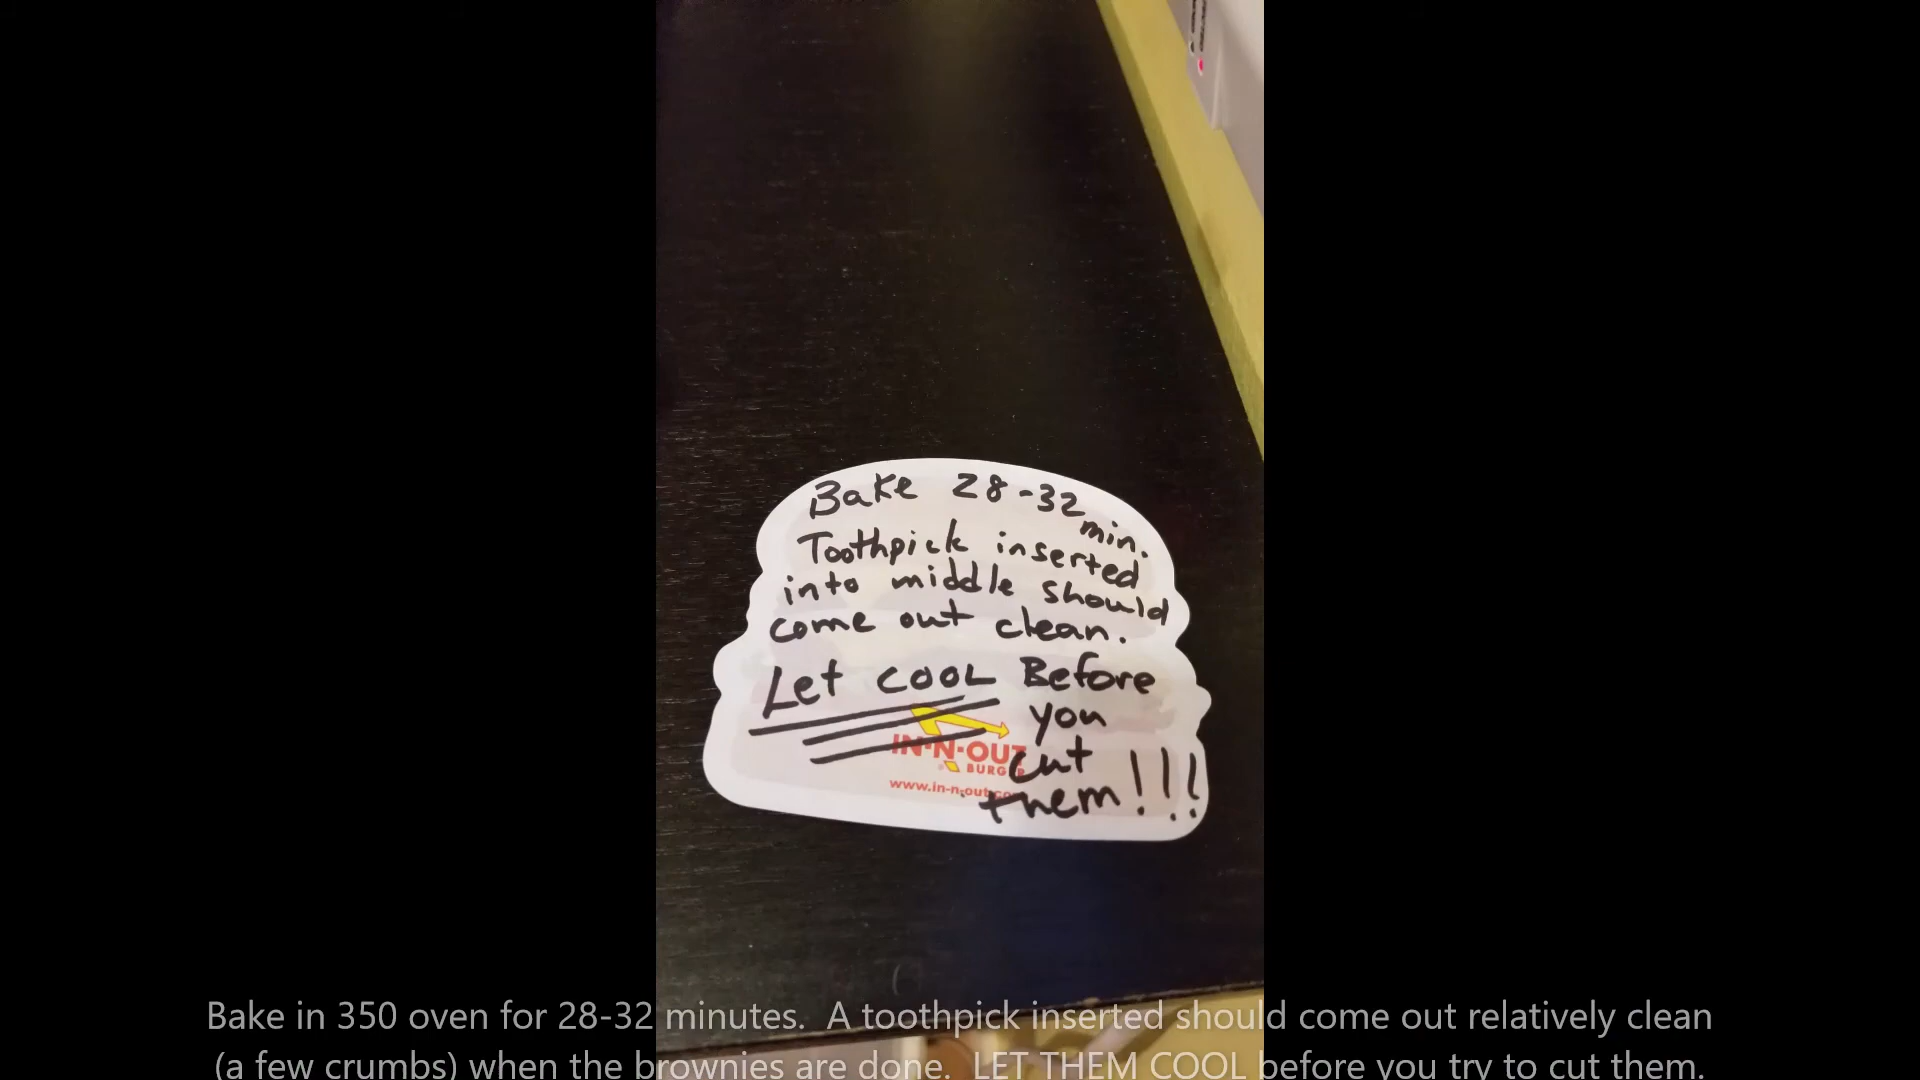 Bake 28-32
min.
Toothpick inserted
into middle should
come out clean.
Let COOL Before
you
cut
them!!!
IN-N-OUT
BURG
www.in-n-out.co
Bake in 350 oven for 28-32 minutes.  A toothpick inserted should come out relatively clean
(a few crumbs) when the brownies are done.  LET THEM COOL before you try to cut them.